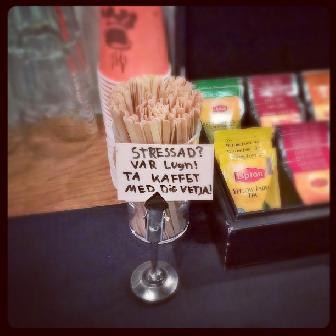 STRESSAD?
VAR Lugn!
TA KAFFET
MED Dig VETJA!
Lipton